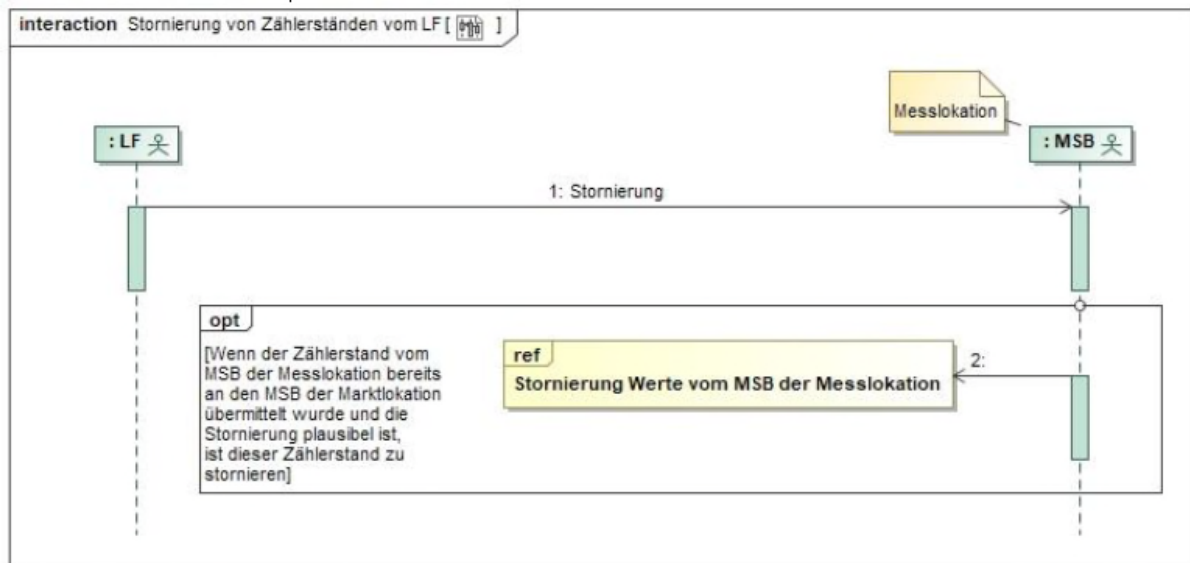 interaction Stornierung von Zählerständen vom LF [ ]
Messlokation
: LF
: MSB
1: Stornierung
opt
[Wenn der Zählerstand vom
MSB der Messlokation bereits
an den MSB der Marktlokation
übermittelt wurde und die
Stornierung plausibel ist,
ist dieser Zählerstand zu
stornieren]
ref
Stornierung Werte vom MSB der Messlokation
2: